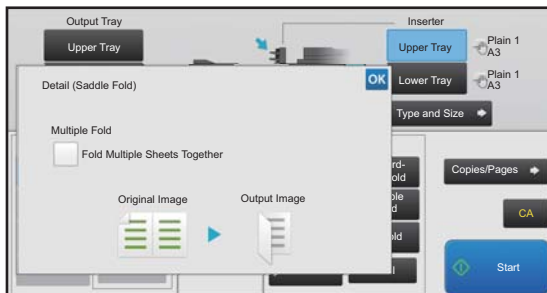 Output Tray
Inserter
Upper Tray
Upper Tray
Plain 1
A3
Detail (Saddle Fold)
OK
Lower Tray
Plain 1
A3
Type and Size
Multiple Fold
Fold Multiple Sheets Together
Copies/Pages
Original Image
Output Image
CA
Start